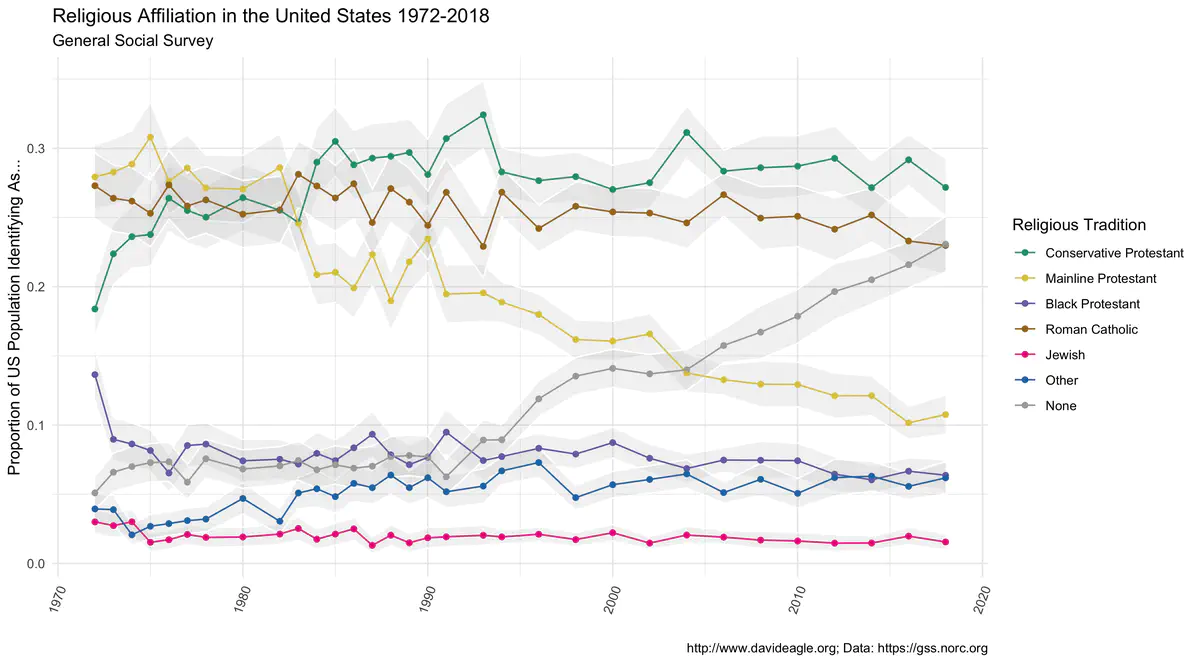 Religious Affiliation in the United States 1972-2018
General Social Survey
Proportion of US Population Identifying As...
0.3
0.2
0.1
0.0
1970
1980
1990
2000
2010
2020
Religious Tradition
Conservative Protestant
Mainline Protestant
Black Protestant
Roman Catholic
Jewish
Other
None
http://www.davideagle.org; Data: https://gss.norc.org